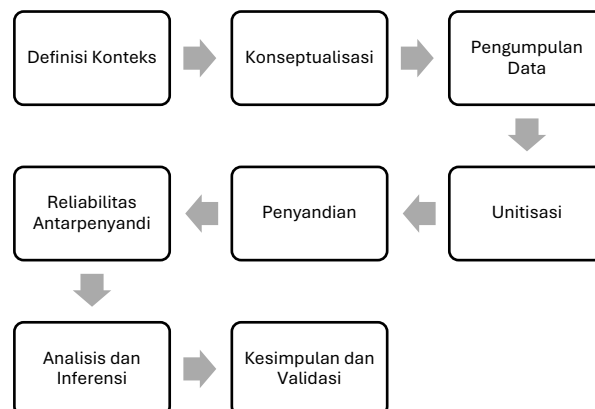 Definisi Konteks
Konseptualisasi
Pengumpulan
Data
Unitisasi
Penyandian
Reliabilitas
Antarpenyandi
Analisis dan
Inferensi
Kesimpulan dan
Validasi